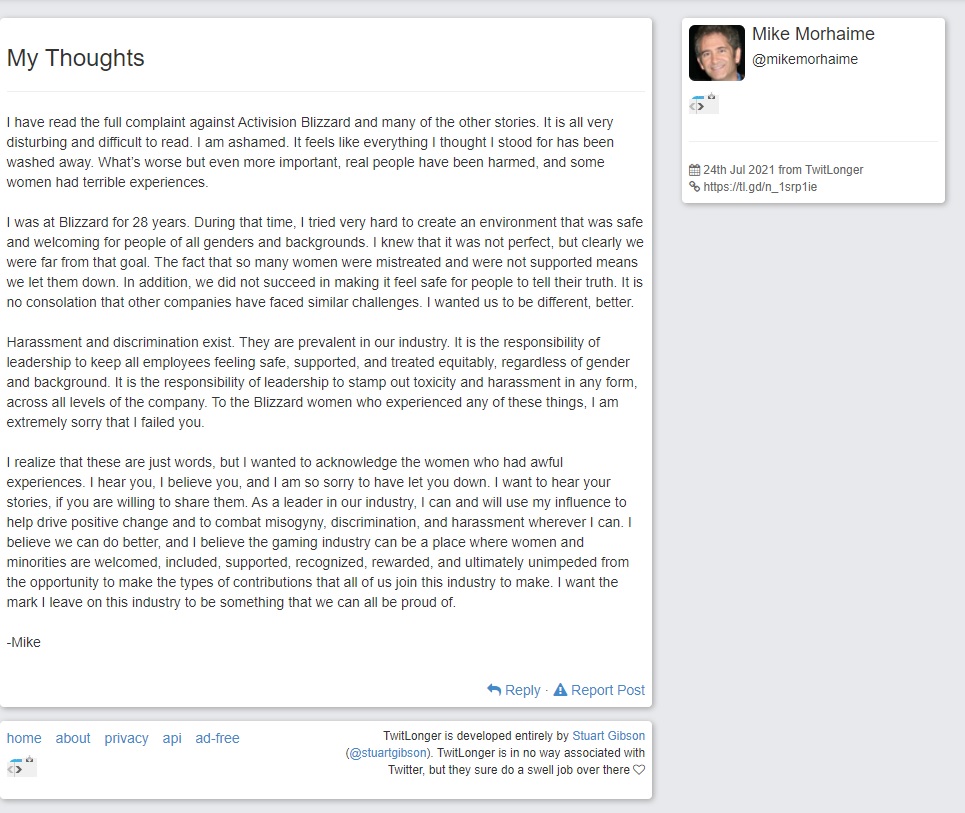 My Thoughts
I have read the full complaint against Activision Blizzard and many of the other stories. It is all very
disturbing and difficult to read. I am ashamed. It feels like everything I thought I stood for has been
washed away. What's worse but even more important, real people have been harmed, and some
women had terrible experiences.
I was at Blizzard for 28 years. During that time, I tried very hard to create an environment that was safe
and welcoming for people of all genders and backgrounds. I knew that it was not perfect, but clearly we
were far from that goal. The fact that so many women were mistreated and were not supported means
we let them down. In addition, we did not succeed in making it feel safe for people to tell their truth. It is
no consolation that other companies have faced similar challenges. I wanted us to be different, better.
Harassment and discrimination exist. They are prevalent in our industry. It is the responsibility of
leadership to keep all employees feeling safe, supported, and treated equitably, regardless of gender
and background. It is the responsibility of leadership to stamp out toxicity and harassment in any form,
across all levels of the company. To the Blizzard women who experienced any of these things, I am
extremely sorry that I failed you.
I realize that these are just words, but I wanted to acknowledge the women who had awful
experiences. I hear you, I believe you, and I am so sorry to have let you down. I want to hear your
stories, if you are willing to share them. As a leader in our industry, I can and will use my influence to
help drive positive change and to combat misogyny, discrimination, and harassment wherever I can. I
believe we can do better, and I believe the gaming industry can be a place where women and
minorities are welcomed, included, supported, recognized, rewarded, and ultimately unimpeded from
the opportunity to make the types of contributions that all of us join this industry to make. I want the
mark I leave on this industry to be something that we can all be proud of.
-Mike
Reply · Report Post
Mike Morhaime
@mikemorhaime
24th Jul 2021 from TwitLonger
https://tl.gd/n_1srp1ie
home about privacy api ad-free
TwitLonger is developed entirely by Stuart Gibson
(@stuartgibson). TwitLonger is in no way associated with
Twitter, but they sure do a swell job over there ♡